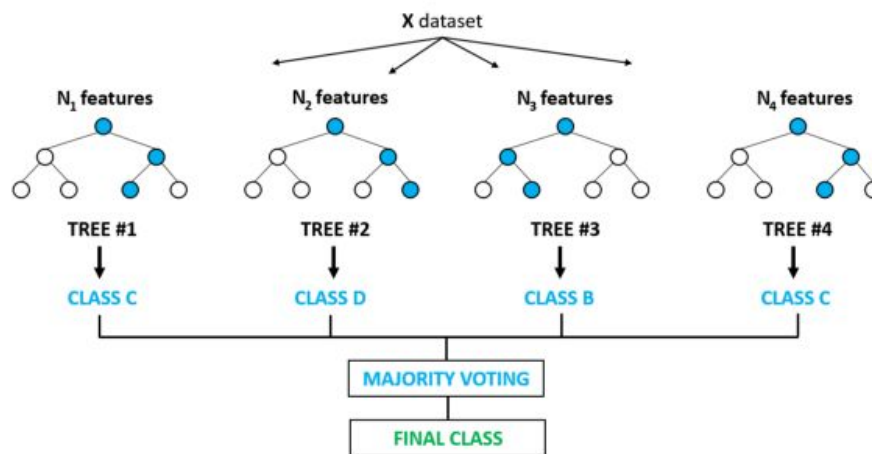 X dataset
N₁ features
N₂ features
N₃ features
N₄ features
TREE #1
TREE #2
TREE #3
TREE #4
CLASS C
CLASS D
CLASS B
CLASS C
MAJORITY VOTING
FINAL CLASS